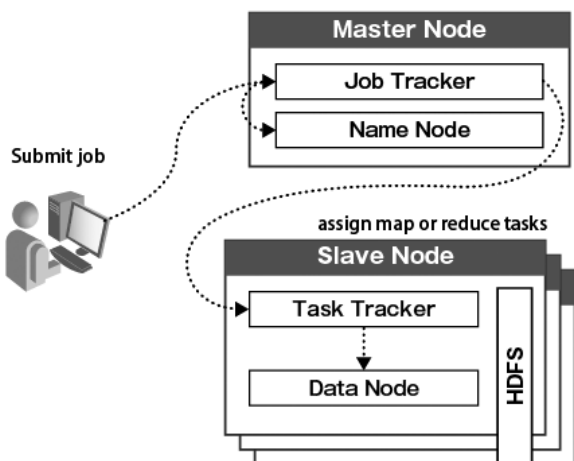 Master Node
Job Tracker
Name Node
Submit job
assign map or reduce tasks
Slave Node
Task Tracker
Data Node
HDFS